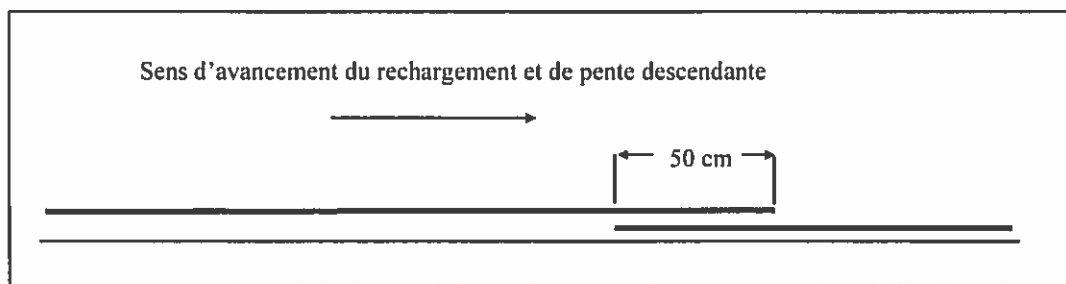 Sens d'avancement du rechargement et de pente descendante
50 cm